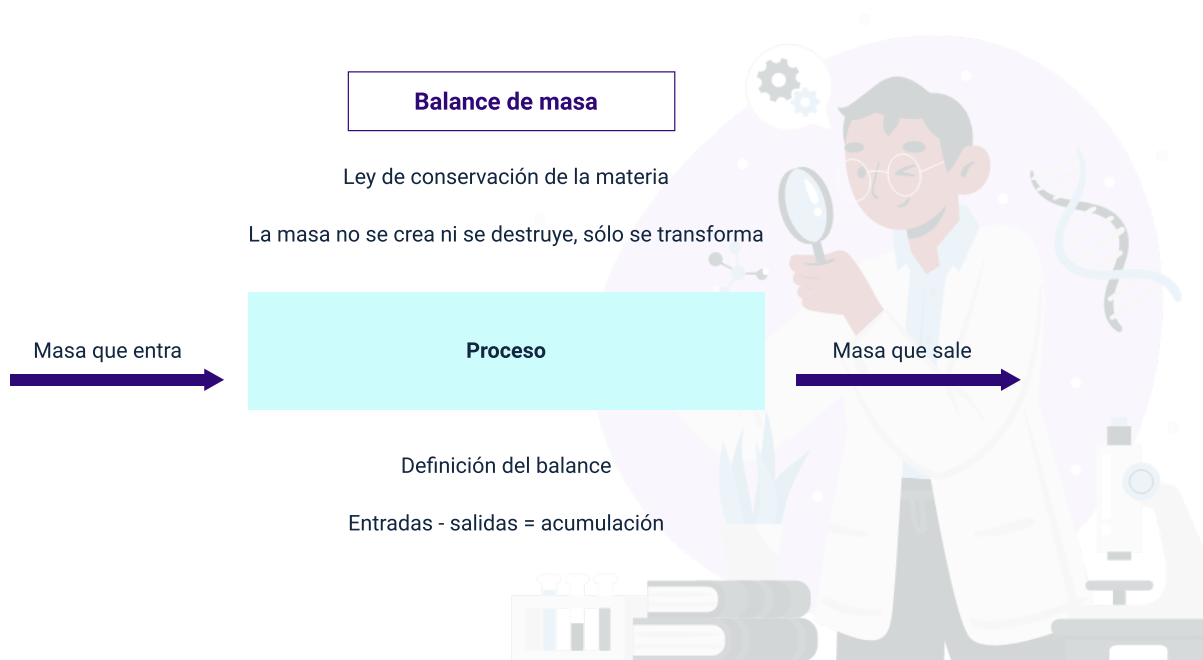 Balance de masa
Ley de conservación de la materia
La masa no se crea ni se destruye, sólo se transforma
Masa que entra
Proceso
Masa que sale
Definición del balance
Entradas - salidas = acumulación